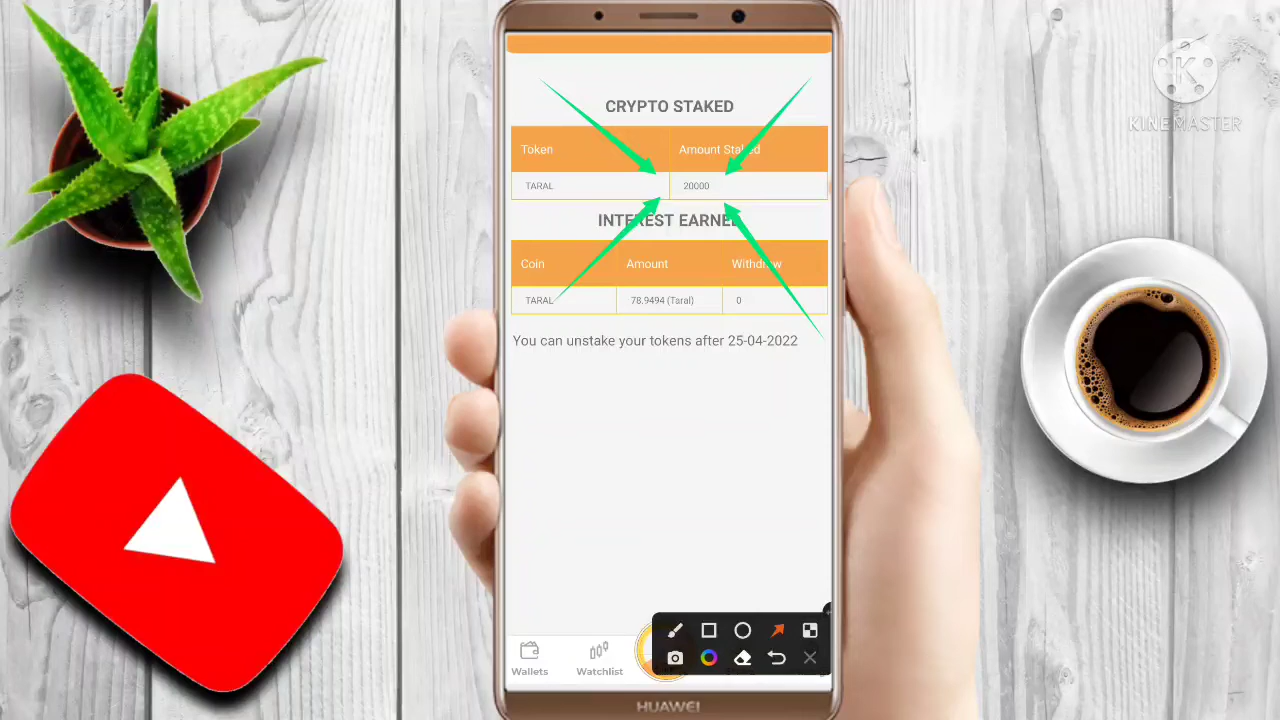 CRYPTO STAKED
Token Amount Staked
TARAL 20000
INTEREST EARNED
Coin Amount Withdraw
TARAL 78.9494 (Taral) 0
You can unstake your tokens after 25-04-2022
Wallets Watchlist
HUAWEI
KINEMASTER